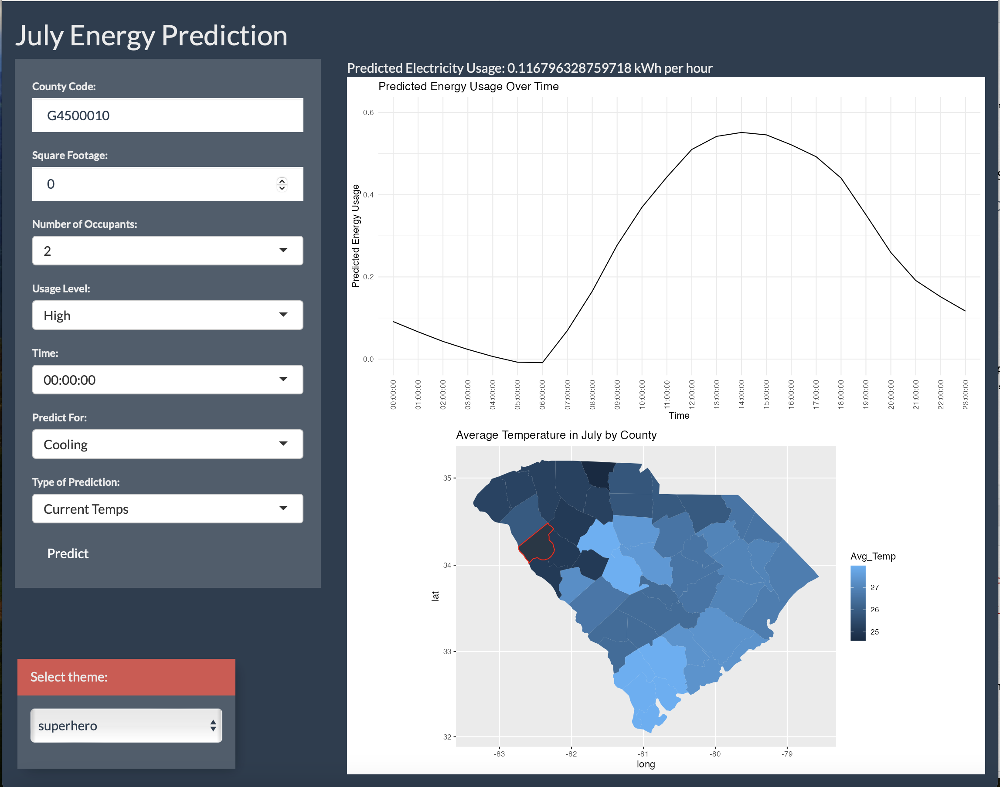 July Energy Prediction
County Code:
G4500010
Square Footage:
0
Number of Occupants:
2
Usage Level:
High
Time:
00:00:00
Predict For:
Cooling
Type of Prediction:
Current Temps
Predict
Select theme:
superhero
Predicted Electricity Usage: 0.116796328759718 kWh per hour
Predicted Energy Usage Over Time
Predicted Energy Usage
0.6
0.4
0.2
0.0
00:00:00
01:00:00
02:00:00
03:00:00
04:00:00
05:00:00
06:00:00
07:00:00
08:00:00
09:00:00
10:00:00
11:00:00
12:00:00
13:00:00
14:00:00
15:00:00
16:00:00
17:00:00
18:00:00
19:00:00
20:00:00
21:00:00
22:00:00
23:00:00
Time
Average Temperature in July by County
lat
35
34
33
32
-83
-82
-81
-80
-79
long
Avg_Temp
27
26
25